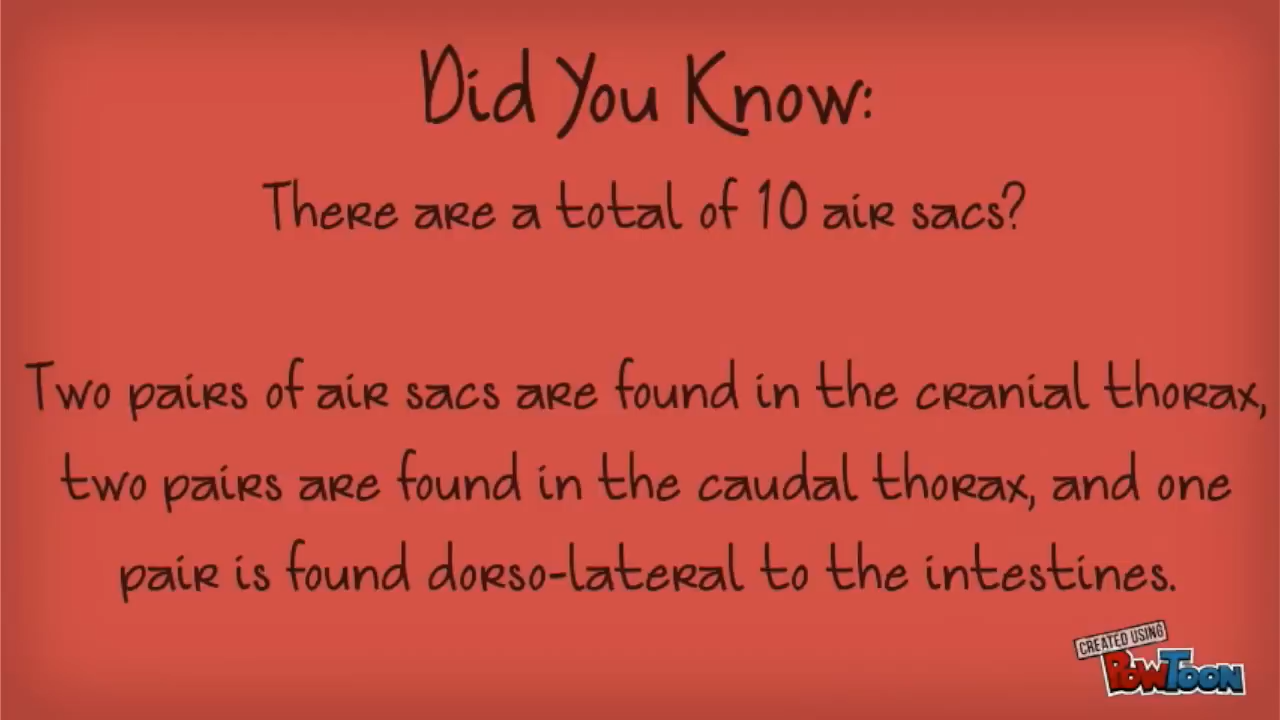 Did You Know:
There are a total of 10 air sacs?
Two pairs of air sacs are found in the cranial thorax,
two pairs are found in the caudal thorax, and one
pair is found dorso-lateral to the intestines.
CREATED USING
POWTOON